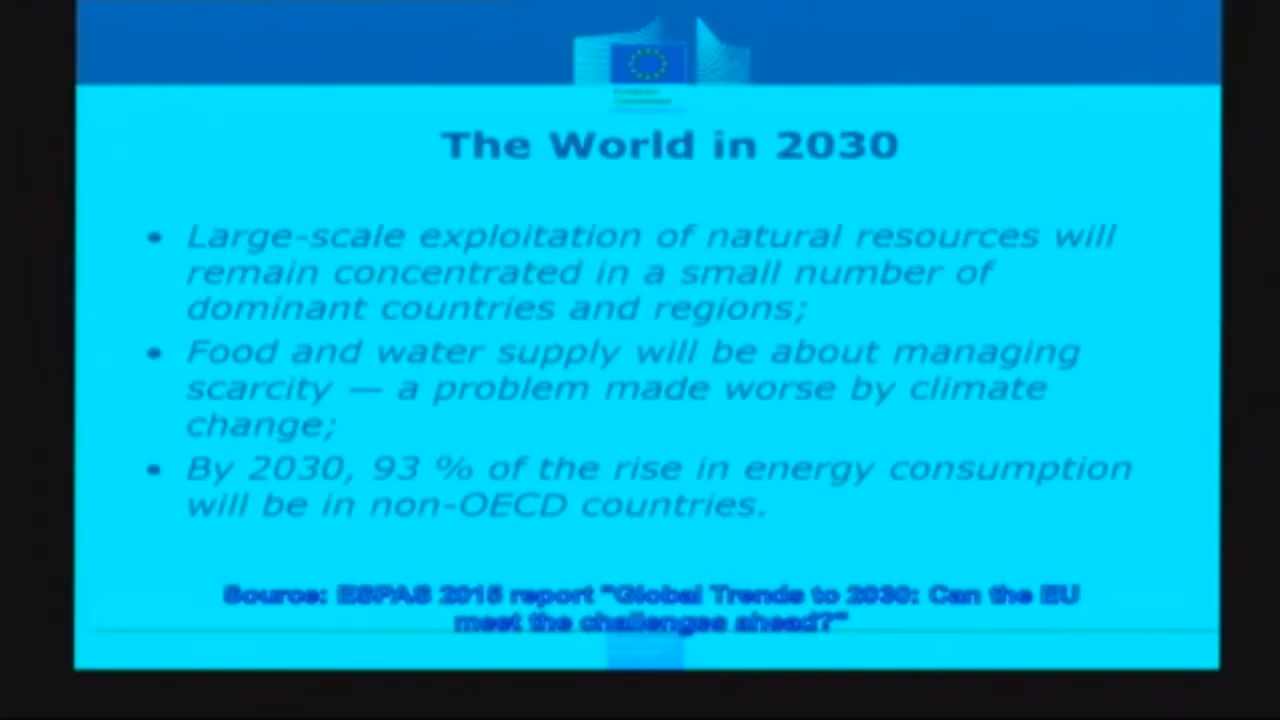 The World in 2030
• Large-scale exploitation of natural resources will
remain concentrated in a small number of
dominant countries and regions;
• Food and water supply will be about managing
scarcity — a problem made worse by climate
change;
• By 2030, 93 % of the rise in energy consumption
will be in non-OECD countries.
Source: ESPAS 2015 report "Global Trends to 2030: Can the EU
meet the challenges ahead?"